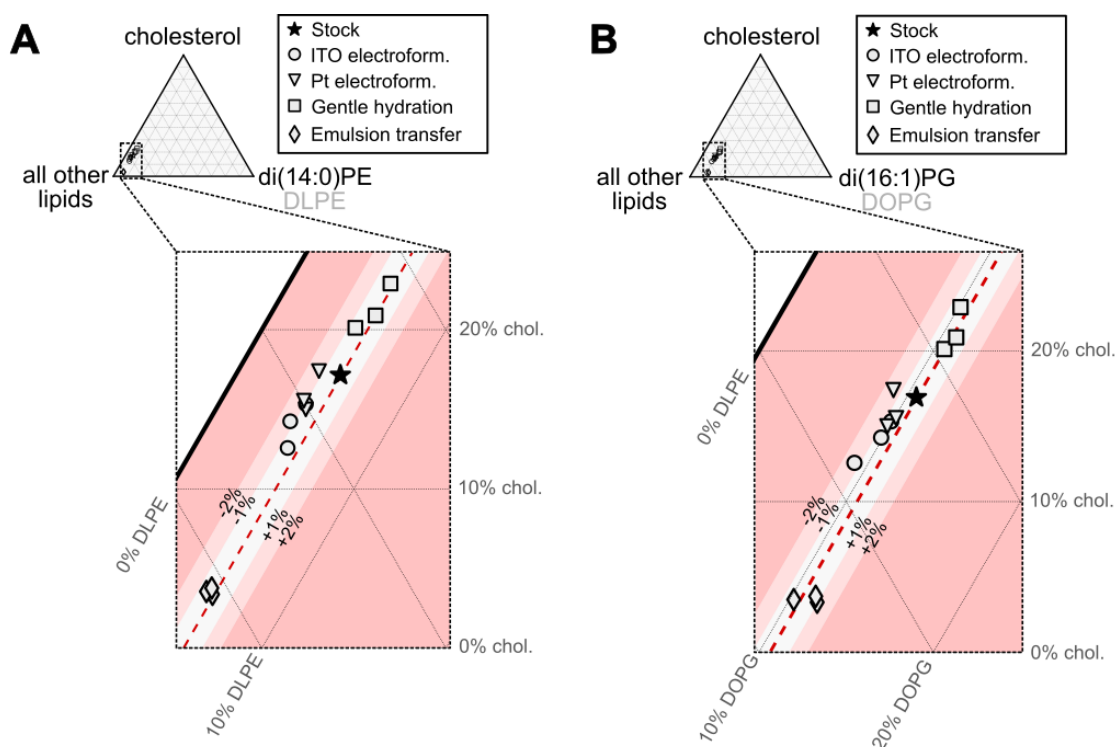 A
cholesterol
Stock
ITO electroform.
Pt electroform.
Gentle hydration
Emulsion transfer
all other
lipids
di(14:0)PE
DLPE
20% chol.
10% chol.
0% chol.
0% DLPE
-2%
-1%
+1%
+2%
10% DLPE
B
cholesterol
Stock
ITO electroform.
Pt electroform.
Gentle hydration
Emulsion transfer
all other
lipids
di(16:1)PG
DOPG
20% chol.
10% chol.
0% chol.
0% DLPE
-2%
-1%
+1%
+2%
10% DOPG
20% DOPG